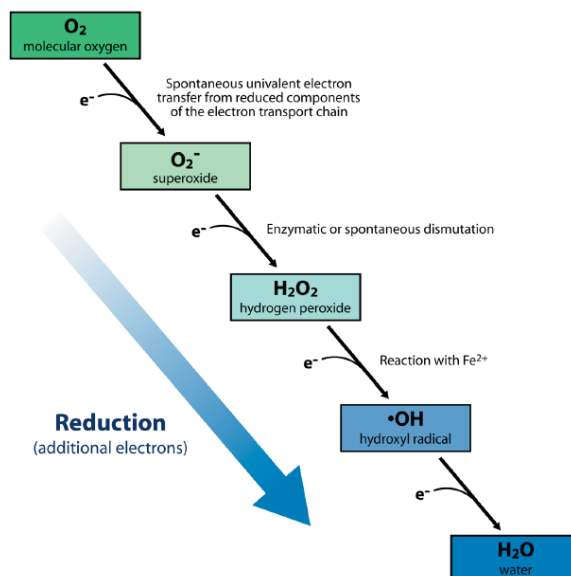 O₂
molecular oxygen
e⁻
Spontaneous univalent electron
transfer from reduced components
of the electron transport chain
O₂⁻
superoxide
e⁻
Enzymatic or spontaneous dismutation
H₂O₂
hydrogen peroxide
e⁻
Reaction with Fe²⁺
•OH
hydroxyl radical
Reduction
(additional electrons)
e⁻
H₂O
water